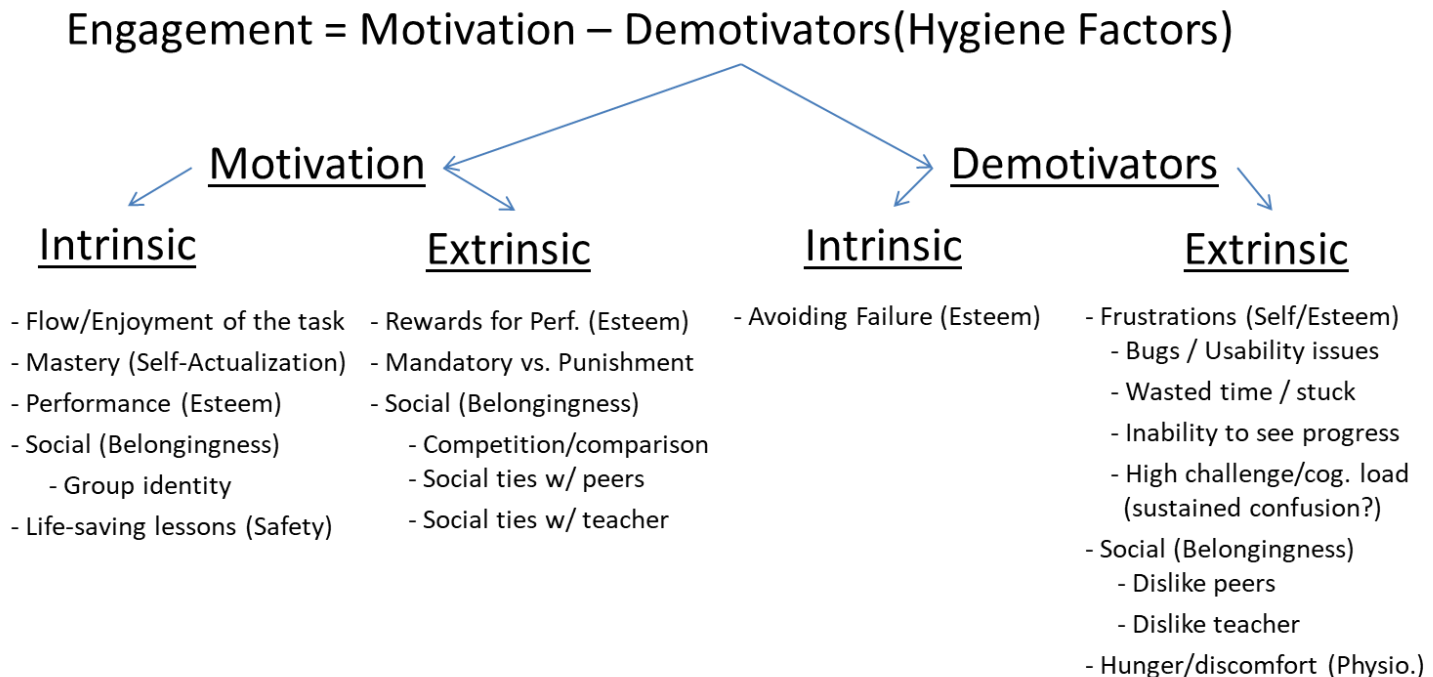 Engagement = Motivation – Demotivators(Hygiene Factors)
Motivation
Intrinsic
- Flow/Enjoyment of the task
- Mastery (Self-Actualization)
- Performance (Esteem)
- Social (Belongingness)
- Group identity
- Life-saving lessons (Safety)
Extrinsic
- Rewards for Perf. (Esteem)
- Mandatory vs. Punishment
- Social (Belongingness)
- Competition/comparison
- Social ties w/ peers
- Social ties w/ teacher
Demotivators
Intrinsic
- Avoiding Failure (Esteem)
Extrinsic
- Frustrations (Self/Esteem)
- Bugs / Usability issues
- Wasted time / stuck
- Inability to see progress
- High challenge/cog. load
(sustained confusion?)
- Social (Belongingness)
- Dislike peers
- Dislike teacher
- Hunger/discomfort (Physio.)